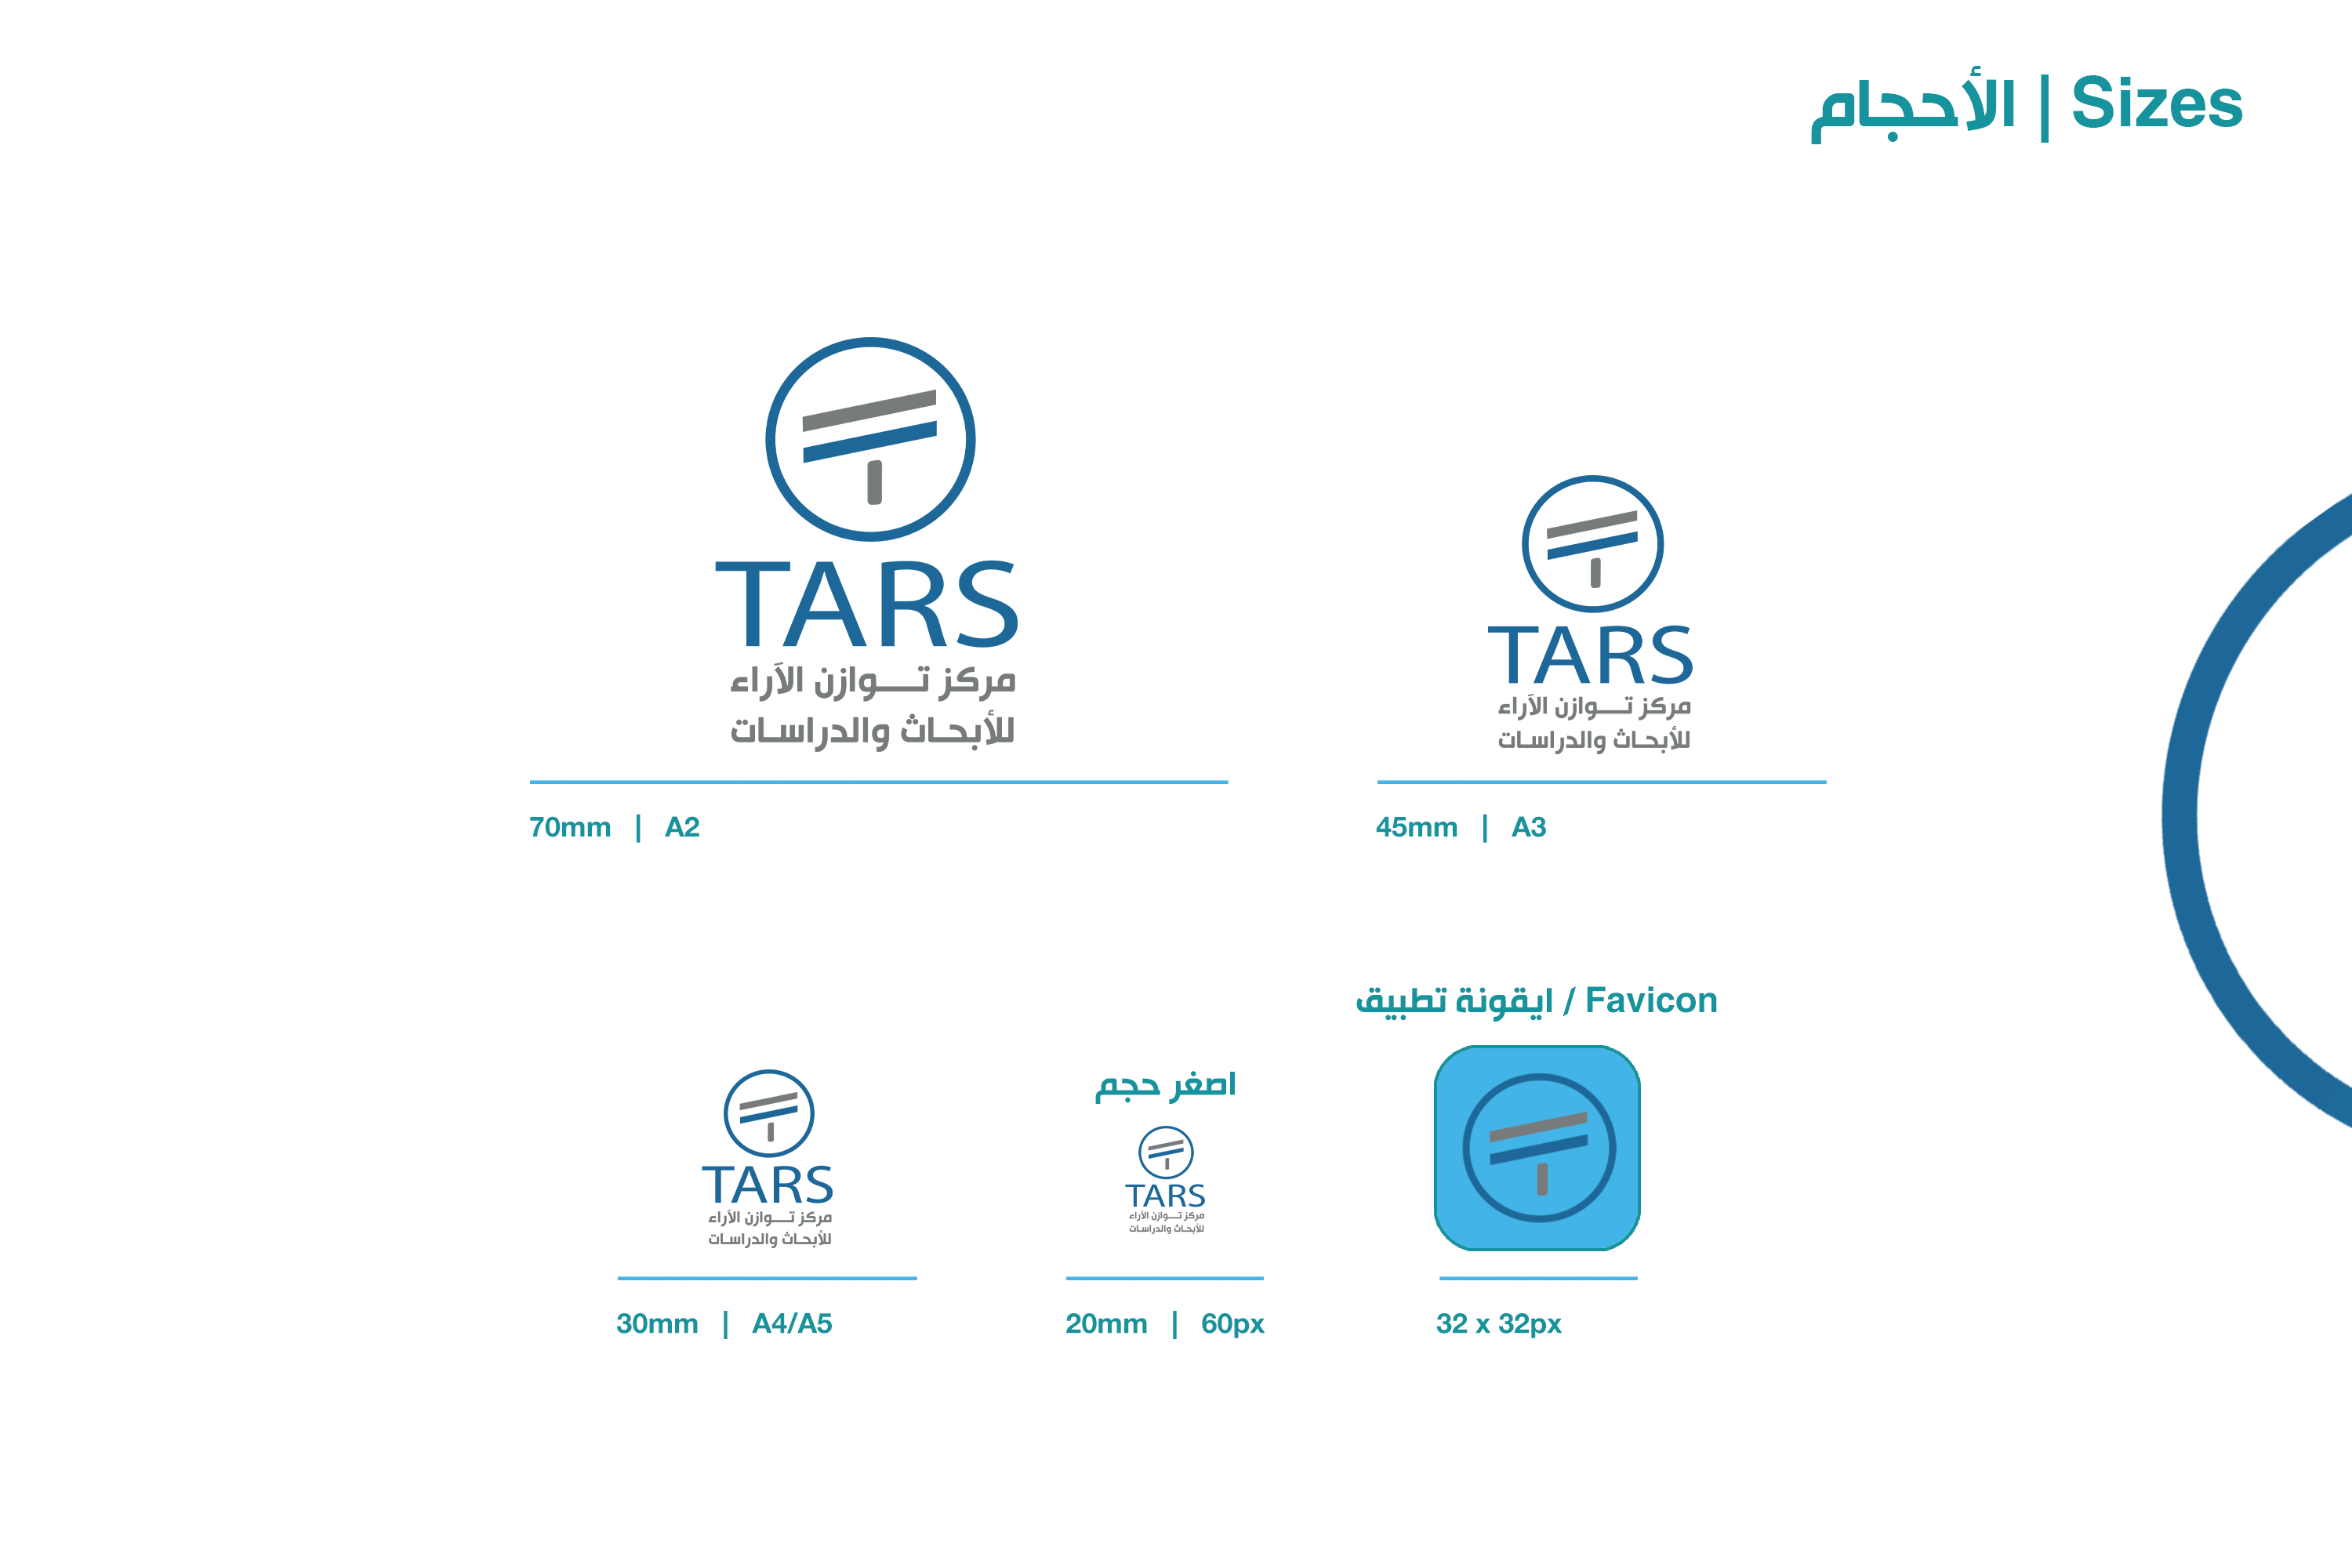 الأحجام | Sizes
TARS
مركز تـــوازن الآراء
للأبحـاث والدراسـات
70mm | A2
TARS
مركز تـــوازن الآراء
للأبحـاث والدراسـات
45mm | A3
TARS
مركز تـــوازن الآراء
للأبحـاث والدراسـات
30mm | A4/A5
اصغر حجم
TARS
مركز تـــوازن الآراء
للأبحـاث والدراسـات
20mm | 60px
ايقونة تطبيق / Favicon
32 x 32px